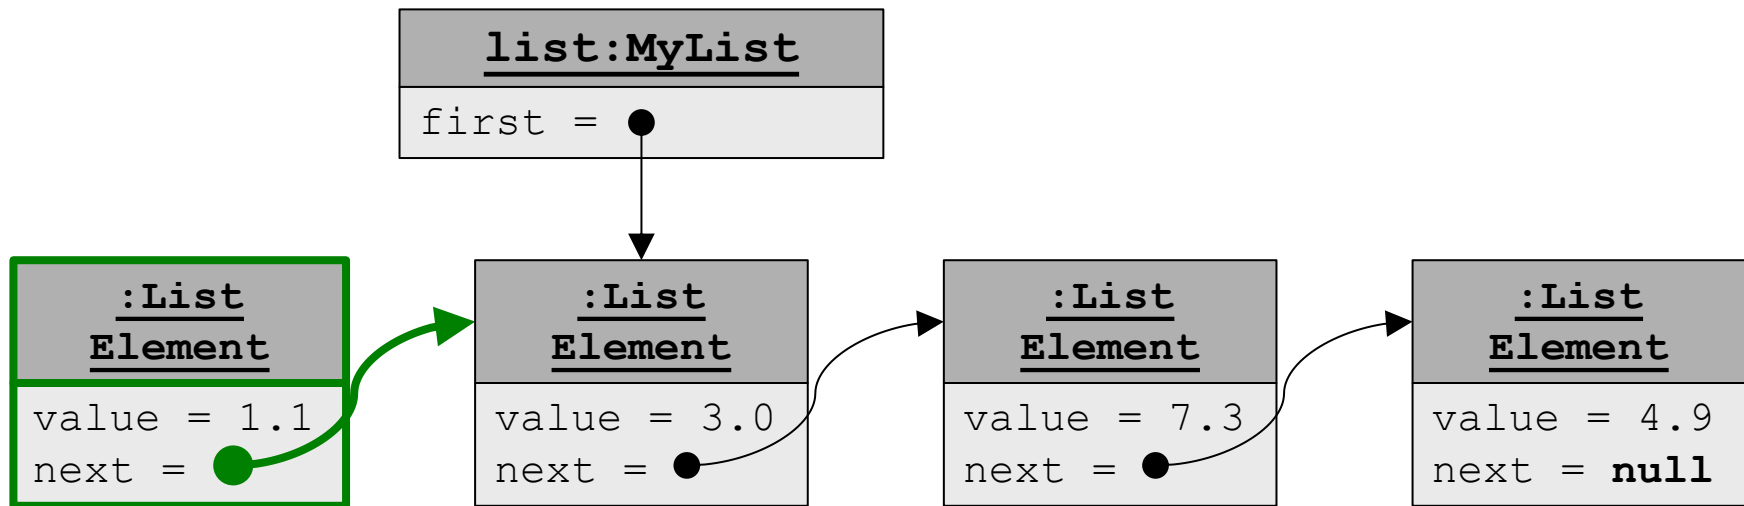 list:MyList
first =
:List
Element
value = 1.1
next =
:List
Element
value = 3.0
next =
:List
Element
value = 7.3
next =
:List
Element
value = 4.9
next = null